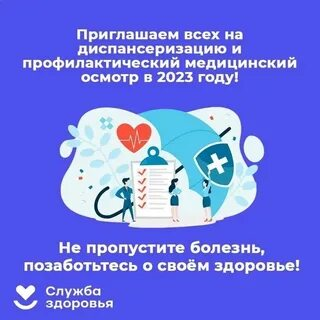 Приглашаем всех на
диспансеризацию и
профилактический медицинский
осмотр в 2023 году!
Не пропустите болезнь,
позаботьтесь о своём здоровье!
Служба
здоровья